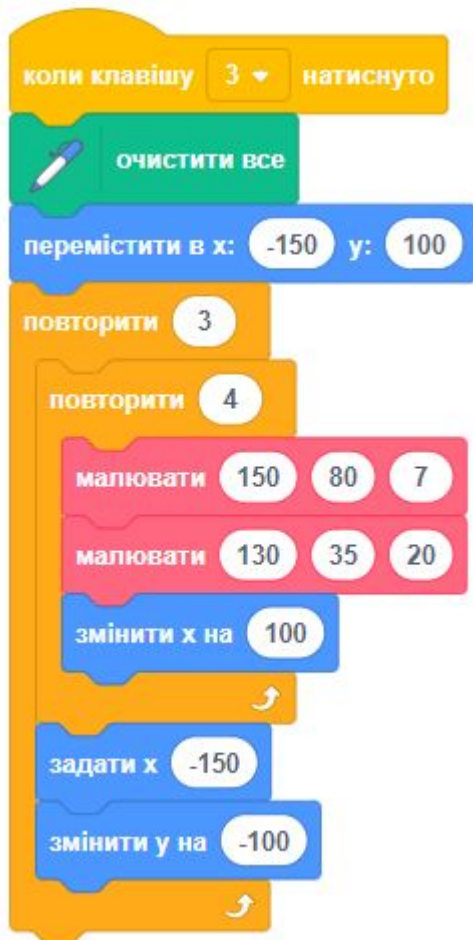 коли клавішу 3 натиснуто
очистити все
перемістити в x: -150 y: 100
повторити 3
повторити 4
малювати 150 80 7
малювати 130 35 20
змінити x на 100
задати x -150
змінити y на -100